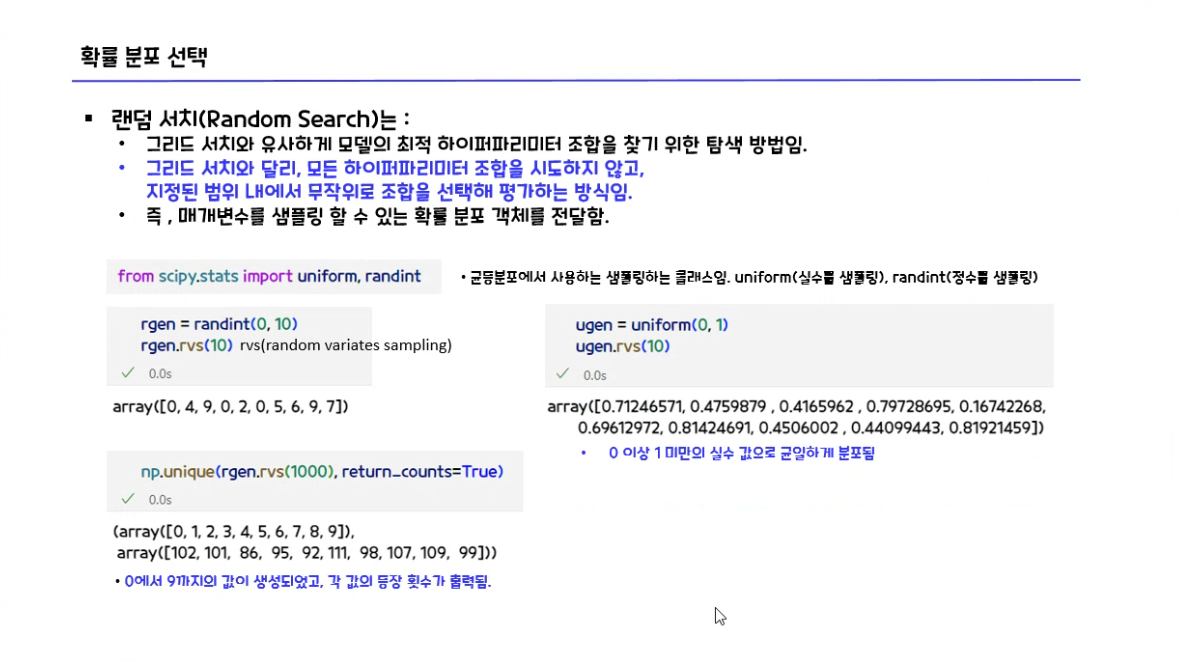 확률 분포 선택
▪ 랜덤 서치(Random Search)는 :
• 그리드 서치와 유사하게 모델의 최적 하이퍼파리미터 조합을 찾기 위한 탐색 방법임.
• 그리드 서치와 달리, 모든 하이퍼파리미터 조합을 시도하지 않고,
지정된 범위 내에서 무작위로 조합을 선택해 평가하는 방식임.
• 즉 , 매개변수를 샘플링 할 수 있는 확률 분포 객체를 전달함.
from scipy.stats import uniform, randint
• 균등분포에서 사용하는 샘플링하는 클래스임. uniform(실수를 샘플링), randint(정수를 샘플링)
rgen = randint(0, 10)
rgen.rvs(10) rvs(random variates sampling)
✓ 0.0s
array([0, 4, 9, 0, 2, 0, 5, 6, 9, 7])
ugen = uniform(0, 1)
ugen.rvs(10)
✓ 0.0s
array([0.71246571, 0.4759879 , 0.4165962 , 0.79728695, 0.16742268,
0.69612972, 0.81424691, 0.4506002 , 0.44099443, 0.81921459])
• 0 이상 1 미만의 실수 값으로 균일하게 분포됨
np.unique(rgen.rvs(1000), return_counts=True)
✓ 0.0s
(array([0, 1, 2, 3, 4, 5, 6, 7, 8, 9]),
array([102, 101, 86, 95, 92, 111, 98, 107, 109, 99]))
• 0에서 9까지의 값이 생성되었고, 각 값의 등장 횟수가 출력됨.